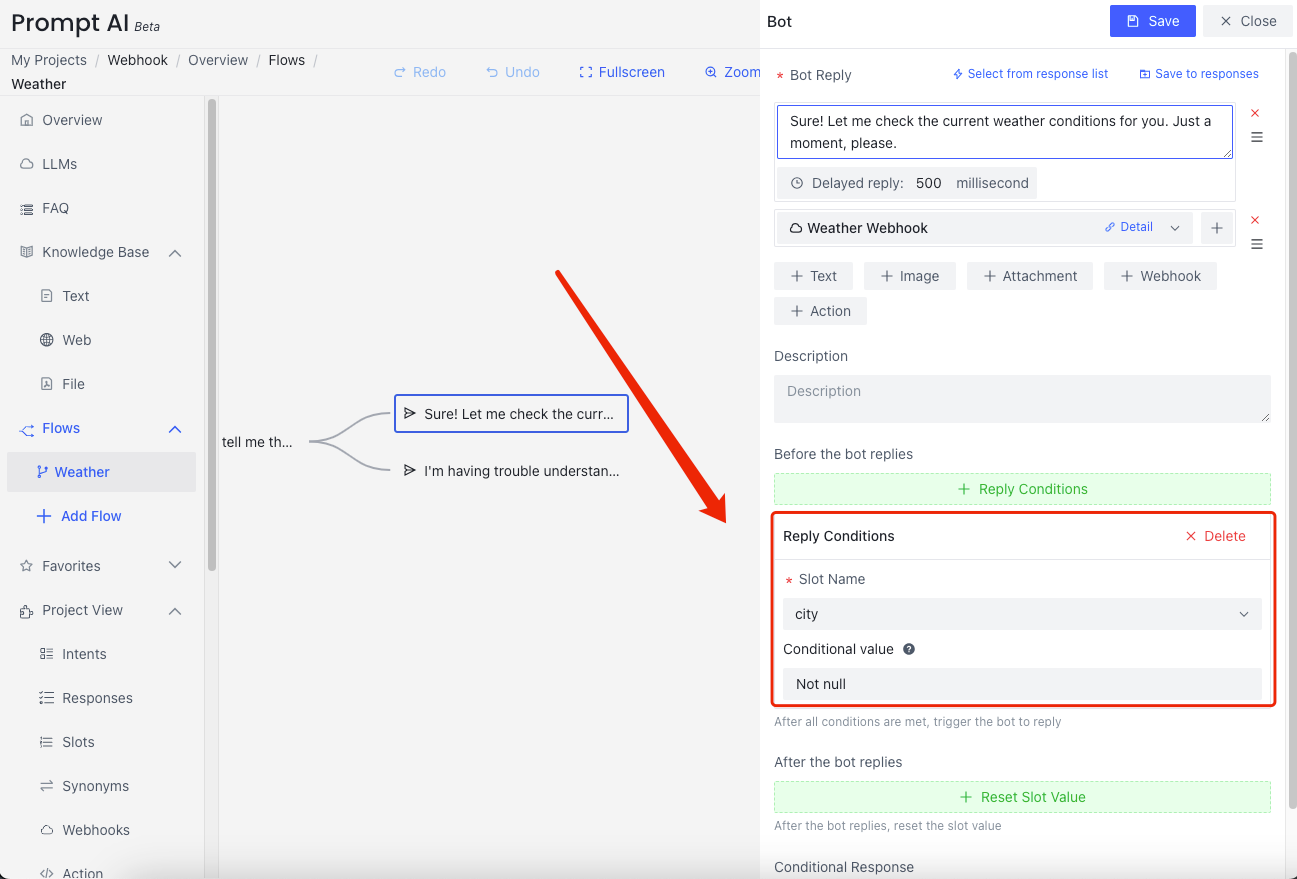 Prompt AI Beta
My Projects / Webhook / Overview / Flows /
Weather
Redo
Undo
Fullscreen
Zoom
Overview
LLMs
FAQ
Knowledge Base
Text
Web
File
Flows
Weather
Add Flow
Favorites
Project View
Intents
Responses
Slots
Synonyms
Webhooks
Action
tell me th...
Sure! Let me check the curr...
I'm having trouble understan...
Bot
Save
Close
* Bot Reply
Select from response list
Save to responses
Sure! Let me check the current weather conditions for you. Just a
moment, please.
Delayed reply: 500 millisecond
Weather Webhook
Detail
+ Text
+ Image
+ Attachment
+ Webhook
+ Action
Description
Description
Before the bot replies
+ Reply Conditions
Reply Conditions
Delete
* Slot Name
city
Conditional value ?
Not null
After all conditions are met, trigger the bot to reply
After the bot replies
+ Reset Slot Value
After the bot replies, reset the slot value
Conditional Response